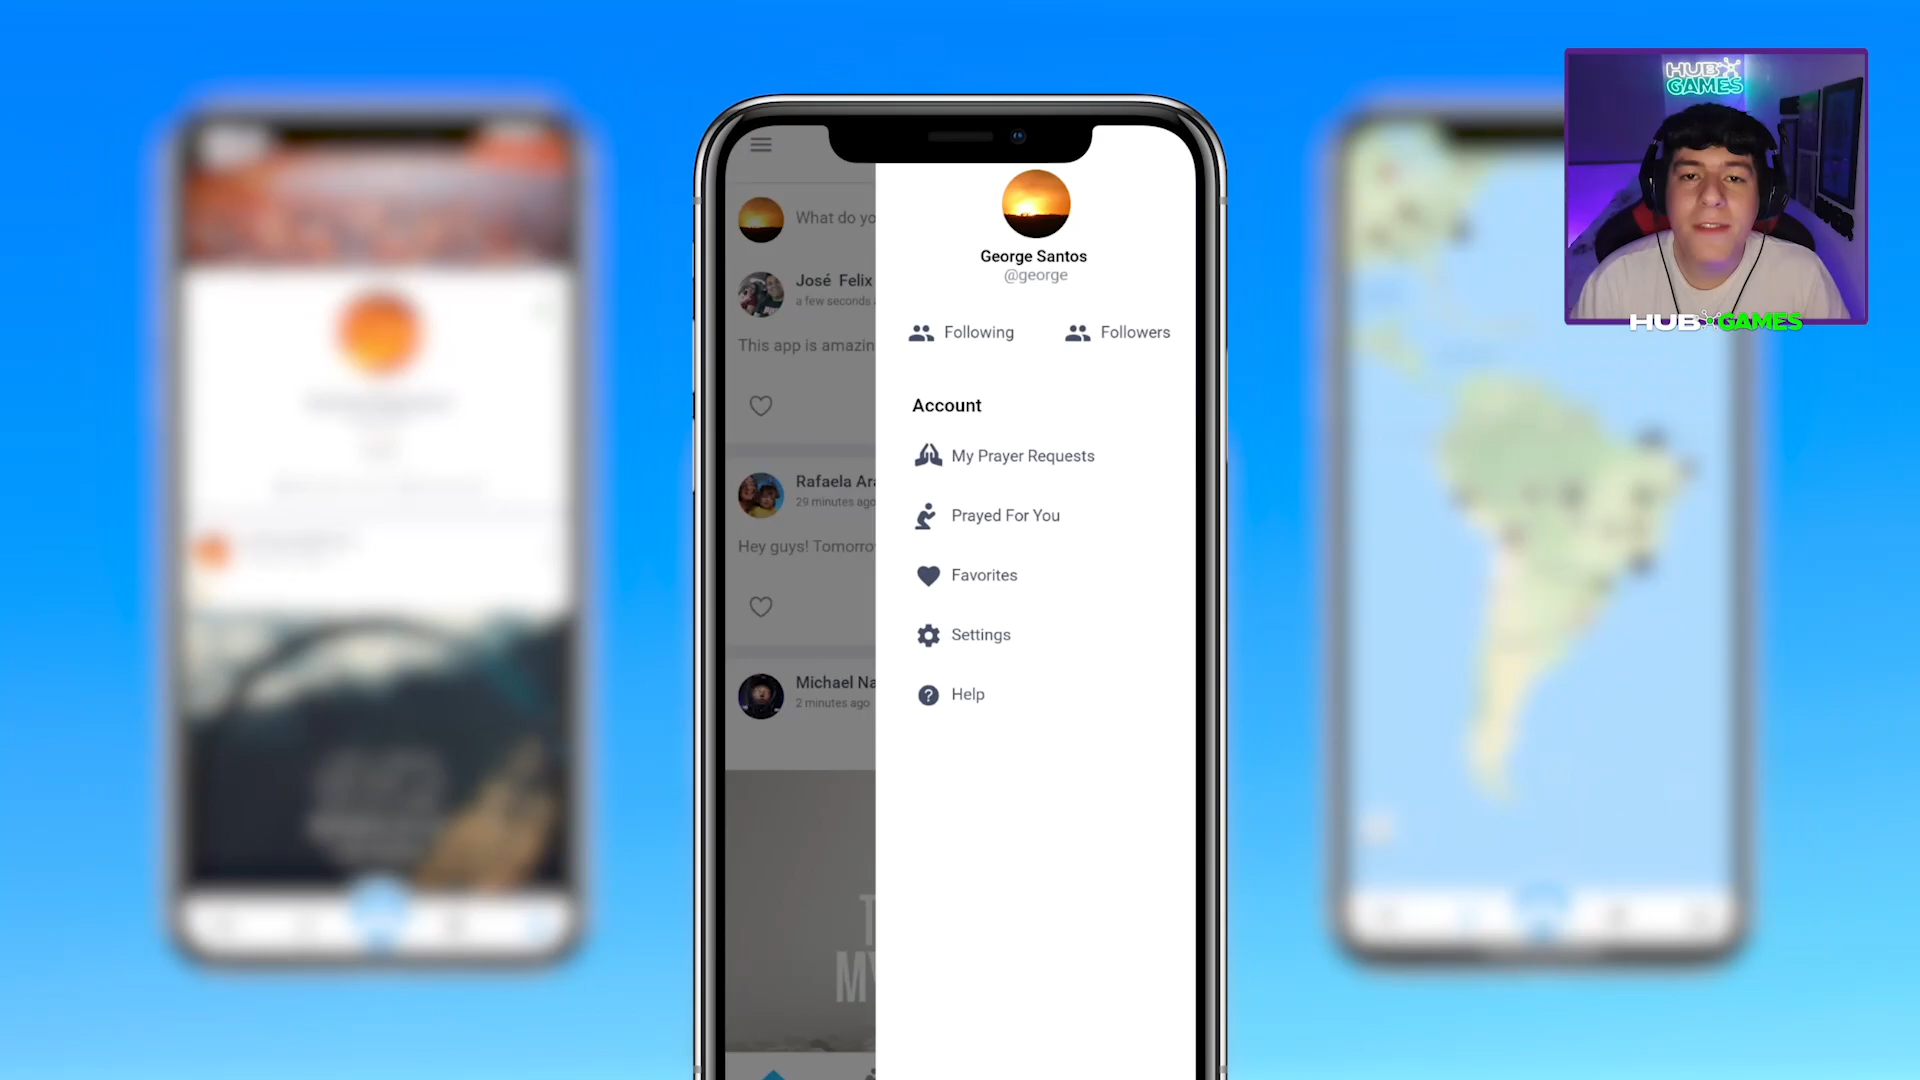 HUB
GAMES
HUB GAMES
What do yo
José Felix
a few seconds
This app is amazin
Rafaela Ara
29 minutes ago
Hey guys! Tomorro
Michael Na
2 minutes ago
T
MY
George Santos
@george
Following
Followers
Account
My Prayer Requests
Prayed For You
Favorites
Settings
Help